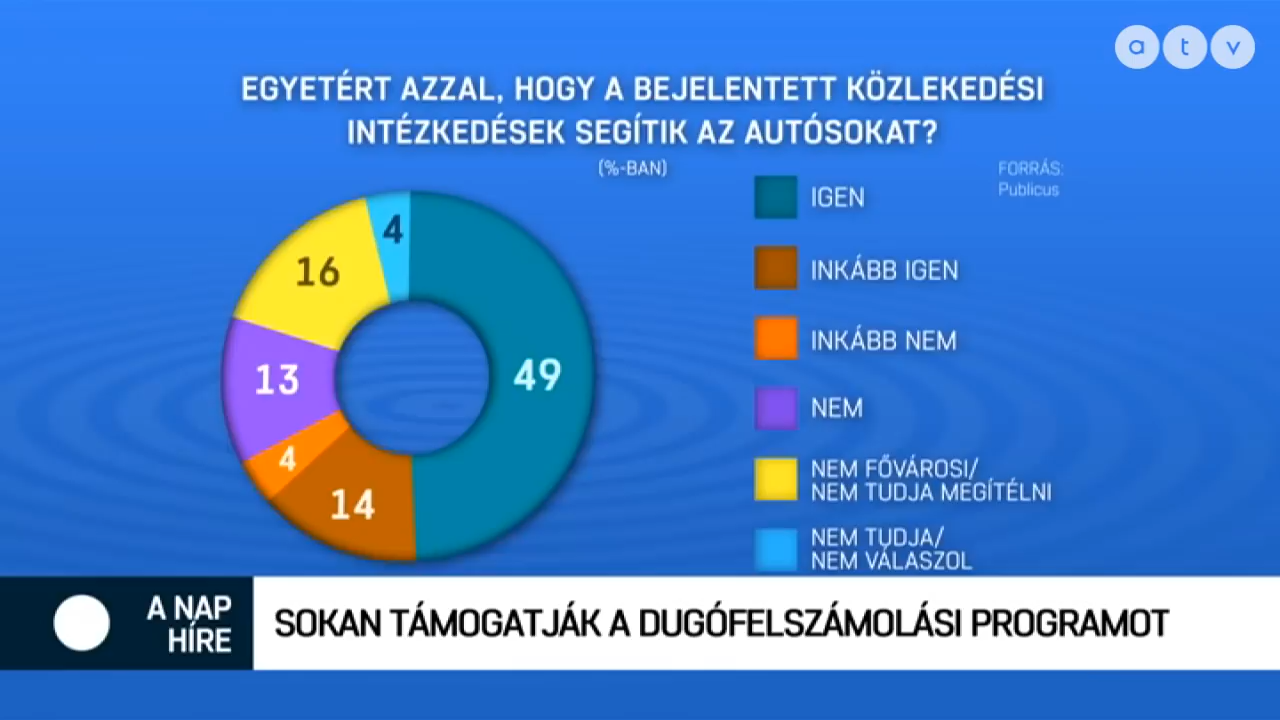 a t v
EGYETÉRT AZZAL, HOGY A BEJELENTETT KÖZLEKEDÉSI
INTÉZKEDÉSEK SEGÍTIK AZ AUTÓSOKAT?
(%-BAN)
FORRÁS:
Publicus
IGEN
INKÁBB IGEN
INKÁBB NEM
NEM
NEM FŐVÁROSI/
NEM TUDJA MEGÍTÉLNI
NEM TUDJA/
NEM VÁLASZOL
4
16
13
49
4
14
A NAP
HÍRE
SOKAN TÁMOGATJÁK A DUGÓFELSZÁMOLÁSI PROGRAMOT